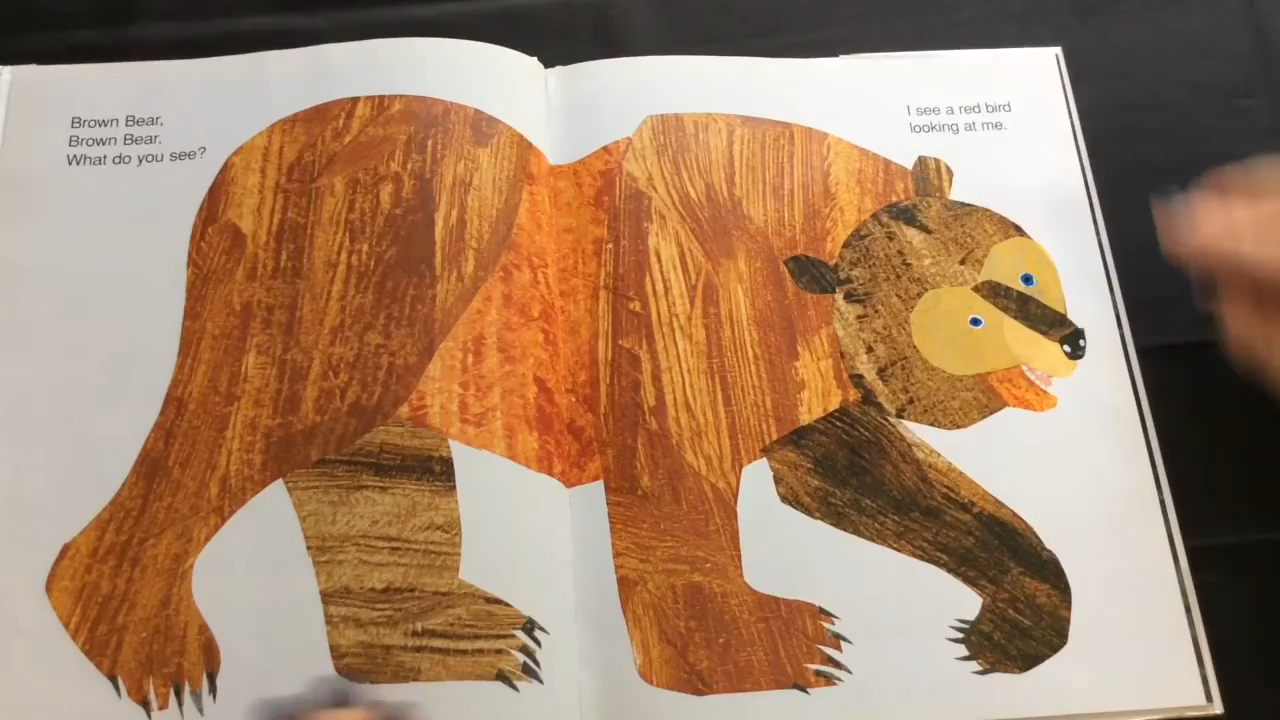 Brown Bear,
Brown Bear,
What do you see?
I see a red bird
looking at me.